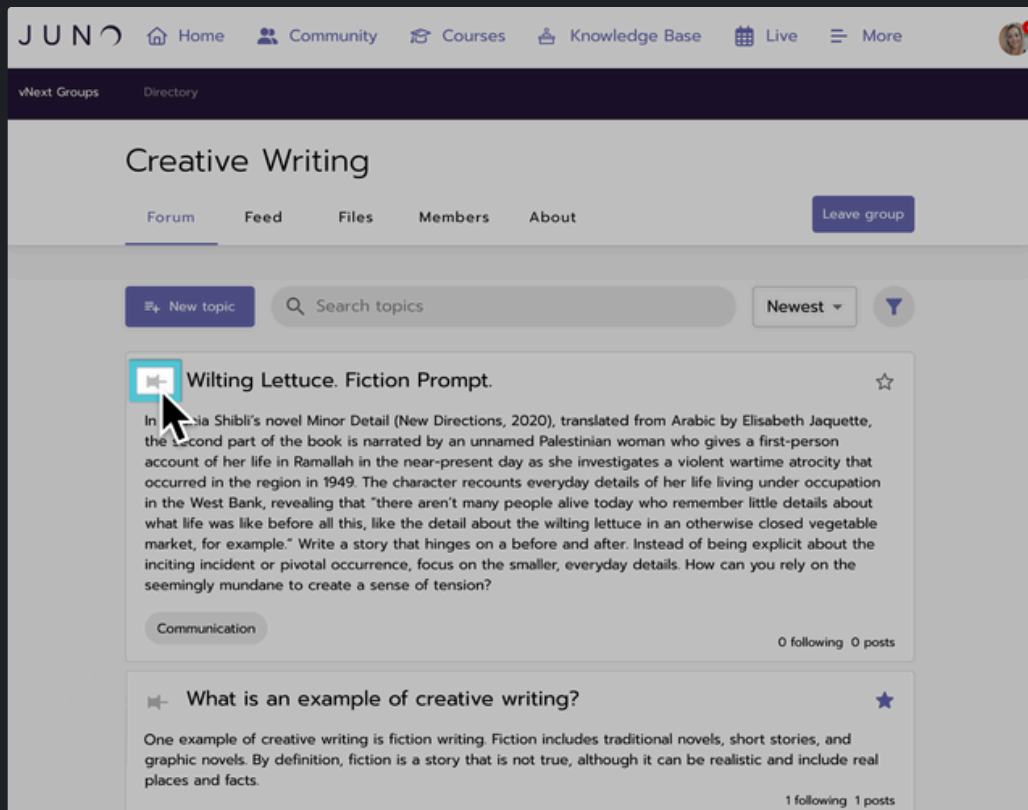 JUNO
Home
Community
Courses
Knowledge Base
Live
More
vNext Groups
Directory
Creative Writing
Forum
Feed
Files
Members
About
Leave group
New topic
Search topics
Newest
Wilting Lettuce. Fiction Prompt.
In Shibli's novel Minor Detail (New Directions, 2020), translated from Arabic by Elisabeth Jaquette,
the second part of the book is narrated by an unnamed Palestinian woman who gives a first-person
account of her life in Ramallah in the near-present day as she investigates a violent wartime atrocity that
occurred in the region in 1949. The character recounts everyday details of her life living under occupation
in the West Bank, revealing that "there aren't many people alive today who remember little details about
what life was like before all this, like the detail about the wilting lettuce in an otherwise closed vegetable
market, for example." Write a story that hinges on a before and after. Instead of being explicit about the
inciting incident or pivotal occurrence, focus on the smaller, everyday details. How can you rely on the
seemingly mundane to create a sense of tension?
Communication
0 following 0 posts
What is an example of creative writing?
One example of creative writing is fiction writing. Fiction includes traditional novels, short stories, and
graphic novels. By definition, fiction is a story that is not true, although it can be realistic and include real
places and facts.
1 following 1 posts